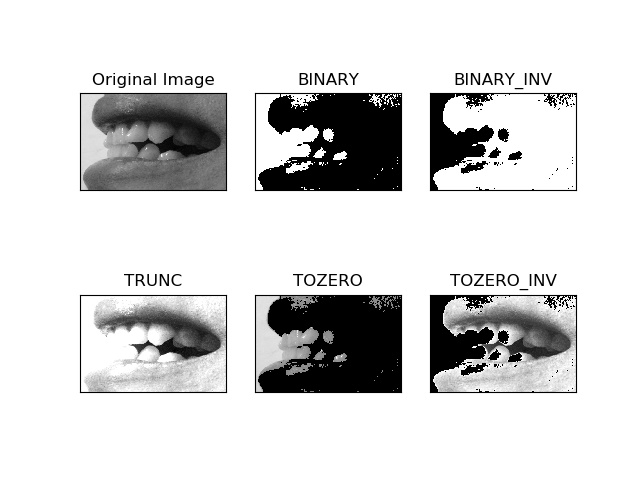 Original Image
BINARY
BINARY_INV
TRUNC
TOZERO
TOZERO_INV